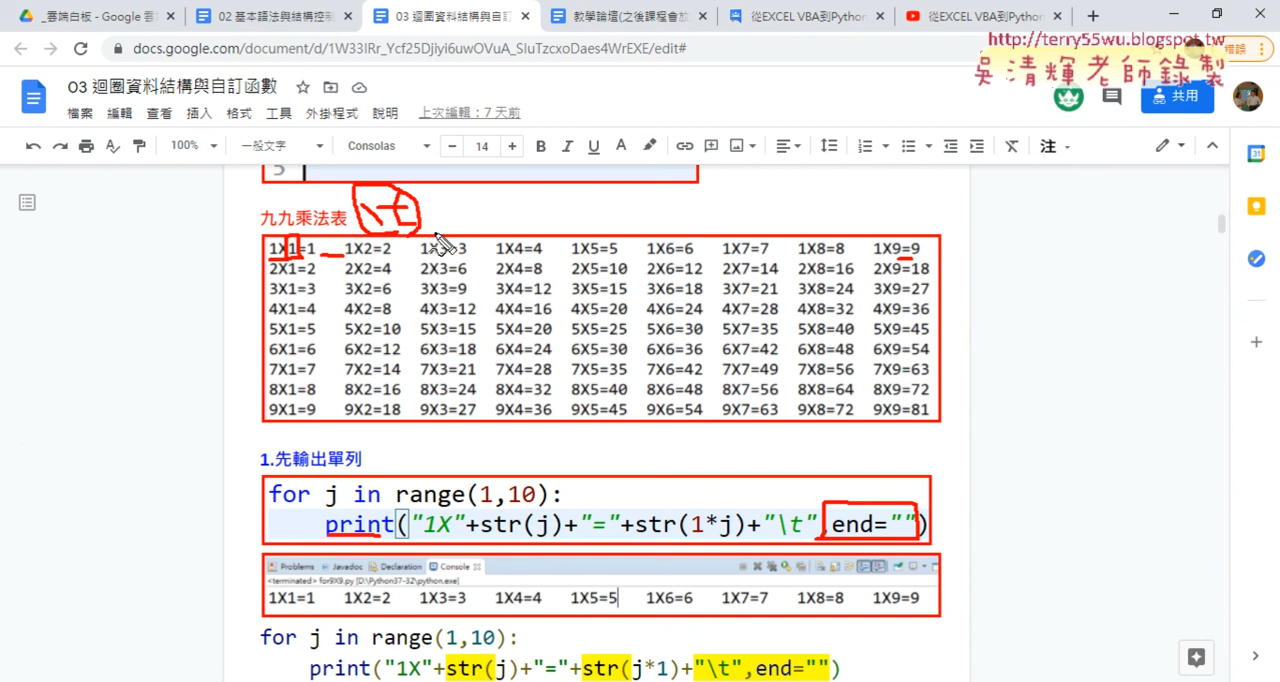 _雲端白板 - Google 雲
02 基本語法與結構控制
03 迴圈資料結構與自訂函數
教學論壇(之後課程會放
從EXCEL VBA到Python
從EXCEL VBA到Python
docs.google.com/document/d/1W33IRr_Ycf25Djiyi6uwOVuA_SIuTzcxoDaes4WrEXE/edit#
http://terry55wu.blogspot.tw
吳清輝老師錄製
錯誤
03 迴圈資料結構與自訂函數
檔案 編輯 查看 插入 格式 工具 外掛程式 說明 上次編輯：7 天前
共用
100% 一般文字 Consolas 14 B I U A 注
5
九九乘法表 \t
1X1=1 1X2=2 1X3=3 1X4=4 1X5=5 1X6=6 1X7=7 1X8=8 1X9=9
2X1=2 2X2=4 2X3=6 2X4=8 2X5=10 2X6=12 2X7=14 2X8=16 2X9=18
3X1=3 3X2=6 3X3=9 3X4=12 3X5=15 3X6=18 3X7=21 3X8=24 3X9=27
4X1=4 4X2=8 4X3=12 4X4=16 4X5=20 4X6=24 4X7=28 4X8=32 4X9=36
5X1=5 5X2=10 5X3=15 5X4=20 5X5=25 5X6=30 5X7=35 5X8=40 5X9=45
6X1=6 6X2=12 6X3=18 6X4=24 6X5=30 6X6=36 6X7=42 6X8=48 6X9=54
7X1=7 7X2=14 7X3=21 7X4=28 7X5=35 7X6=42 7X7=49 7X8=56 7X9=63
8X1=8 8X2=16 8X3=24 8X4=32 8X5=40 8X6=48 8X7=56 8X8=64 8X9=72
9X1=9 9X2=18 9X3=27 9X4=36 9X5=45 9X6=54 9X7=63 9X8=72 9X9=81
1.先輸出單列
for j in range(1,10):
print("1X"+str(j)+"="+str(1*j)+"\t",end="")
Problems Javadoc Declaration Console
<terminated> for9X9.py [D:\Python37-32\python.exe]
1X1=1 1X2=2 1X3=3 1X4=4 1X5=5 1X6=6 1X7=7 1X8=8 1X9=9
for j in range(1,10):
print("1X"+str(j)+"="+str(j*1)+"\t",end="")